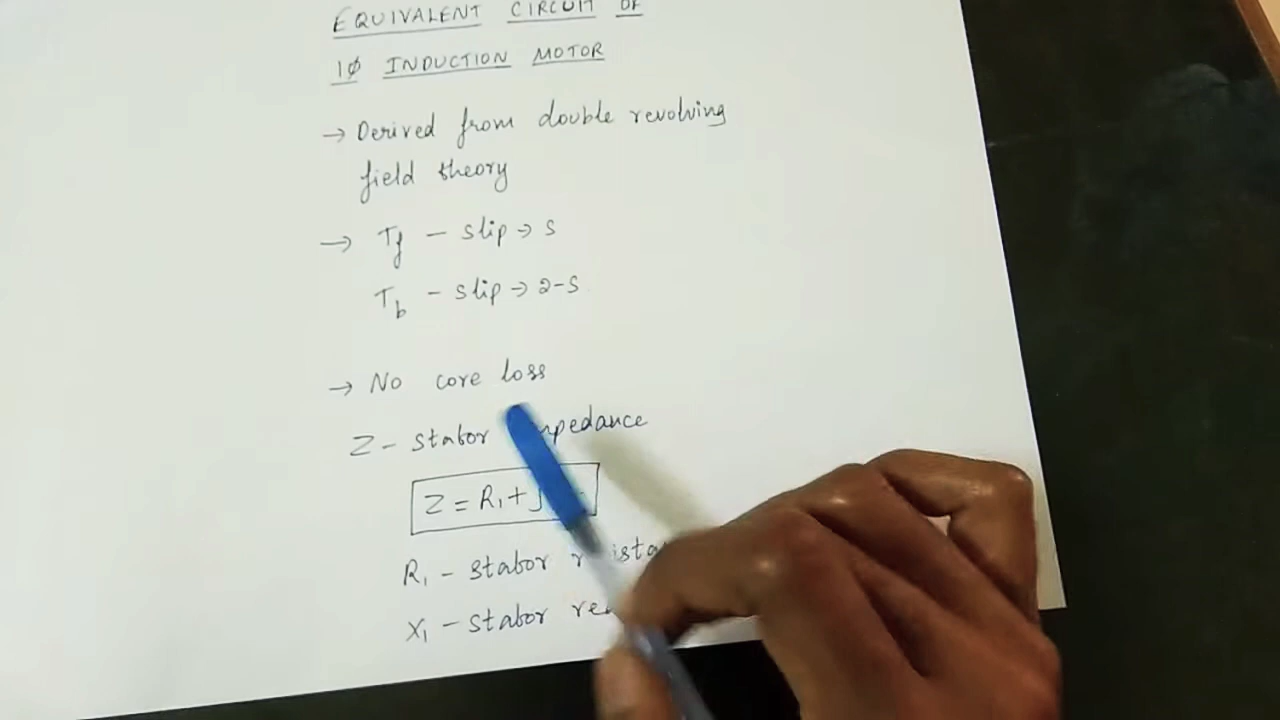 EQUIVALENT CIRCUIT OF
1ϕ INDUCTION MOTOR
→ Derived from double revolving
field theory
→ Tf - slip → s
Tb - slip → 2-s
→ No core loss
Z - stator
Z = R1 +
R1 - stator
X1 - stator